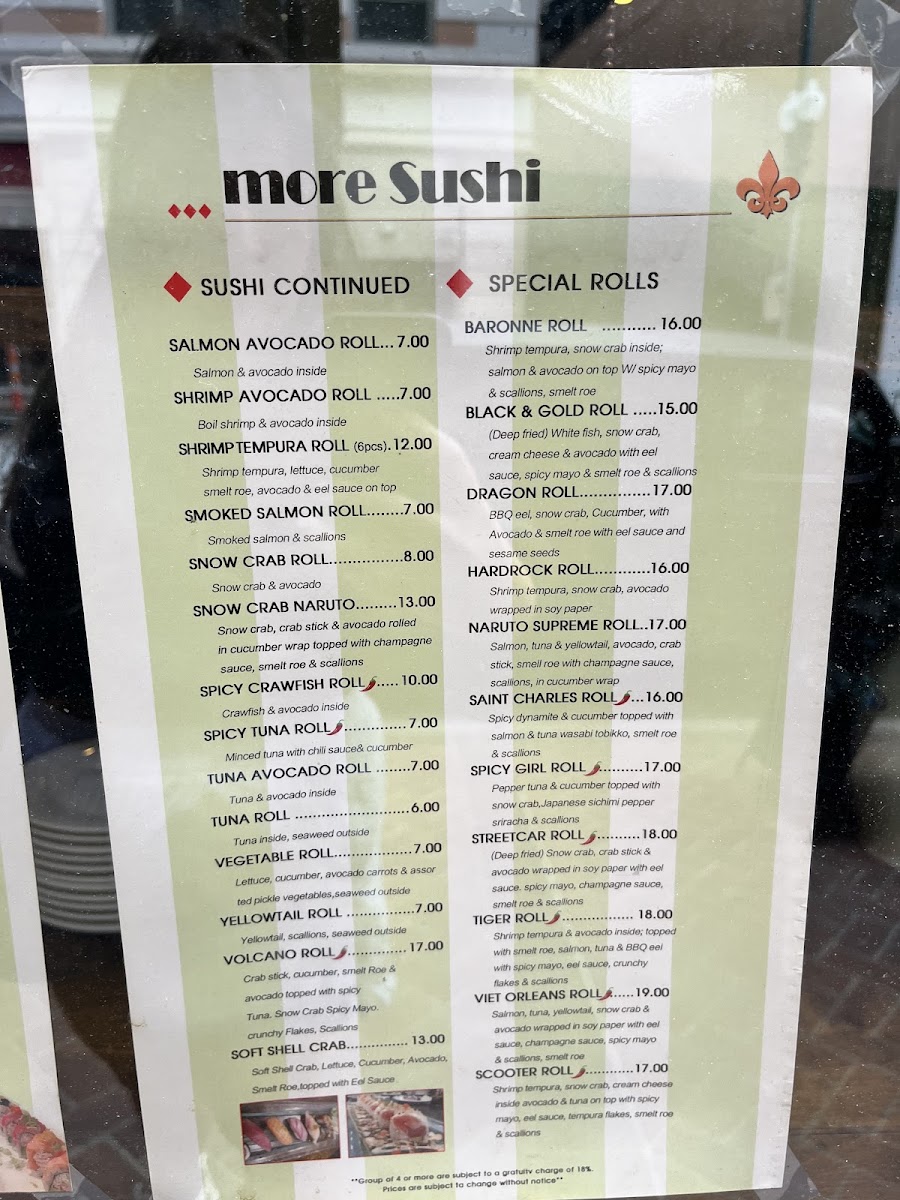 more Sushi
SUSHI CONTINUED
SALMON AVOCADO ROLL...7.00
Salmon & avocado inside
SHRIMP AVOCADO ROLL .....7.00
Boil shrimp & avocado inside
SHRIMP TEMPURA ROLL (6pcs).12.00
Shrimp tempura, lettuce, cucumber
smelt roe, avocado & eel sauce on top
SMOKED SALMON ROLL........7.00
Smoked salmon & scallions
SNOW CRAB ROLL................8.00
Snow crab & avocado
SNOW CRAB NARUTO.........13.00
Snow crab, crab stick & avocado rolled
in cucumber wrap topped with champagne
sauce, smelt roe & scallions
SPICY CRAWFISH ROLL.....10.00
Crawfish & avocado inside
SPICY TUNA ROLL..............7.00
Minced tuna with chili sauce& cucumber
TUNA AVOCADO ROLL ........7.00
Tuna & avocado inside
TUNA ROLL ..........................6.00
Tuna inside, seaweed outside
VEGETABLE ROLL..................7.00
Lettuce, cucumber, avocado carrots & assor
ted pickle vegetables,seaweed outside
YELLOWTAIL ROLL ................7.00
Yellowtail, scallions, seaweed outside
VOLCANO ROLL..............17.00
Crab stick, cucumber, smelt Roe &
avocado topped with spicy
Tuna. Snow Crab Spicy Mayo.
crunchy Flakes, Scallions
SOFT SHELL CRAB............... 13.00
Soft Shell Crab, Lettuce, Cucumber, Avocado,
Smelt Roe,topped with Eel Sauce.
SPECIAL ROLLS
BARONNE ROLL ........... 16.00
Shrimp tempura, snow crab inside;
salmon & avocado on top W/ spicy mayo
& scallions, smelt roe
BLACK & GOLD ROLL .....15.00
(Deep fried) White fish, snow crab,
cream cheese & avocado with eel
sauce, spicy mayo & smelt roe & scallions
DRAGON ROLL...............17.00
BBQ eel, snow crab, Cucumber, with
Avocado & smelt roe with eel sauce and
sesame seeds
HARDROCK ROLL............16.00
Shrimp tempura, snow crab, avocado
wrapped in soy paper
NARUTO SUPREME ROLL..17.00
Salmon, tuna & yellowtail, avocado, crab
stick, smell roe with champagne sauce,
scallions, in cucumber wrap
SAINT CHARLES ROLL...16.00
Spicy dynamite & cucumber topped with
salmon & tuna wasabi tobikko, smelt roe
& scallions
SPICY GIRL ROLL..........17.00
Pepper tuna & cucumber topped with
snow crab,Japanese sichimi pepper
sriracha & scallions
STREETCAR ROLL..........18.00
(Deep fried) Snow crab, crab stick &
avocado wrapped in soy paper with eel
sauce. spicy mayo, champagne sauce,
smelt roe & scallions
TIGER ROLL................. 18.00
Shrimp tempura & avocado inside; topped
with smelt roe, salmon, tuna & BBQ eel
with spicy mayo, eel sauce, crunchy
flakes & scallions
VIET ORLEANS ROLL.....19.00
Salmon, tuna, yellowtail, snow crab &
avocado wrapped in soy paper with eel
sauce, champagne sauce, spicy mayo
& scallions, smelt roe
SCOOTER ROLL............17.00
Shrimp tempura, snow crab, cream cheese
inside avocado & tuna on top with spicy
mayo, eel sauce, tempura flakes, smelt roe
& scallions
**Group of 4 or more are subject to a gratuity charge of 18%.
Prices are subject to change without notice**